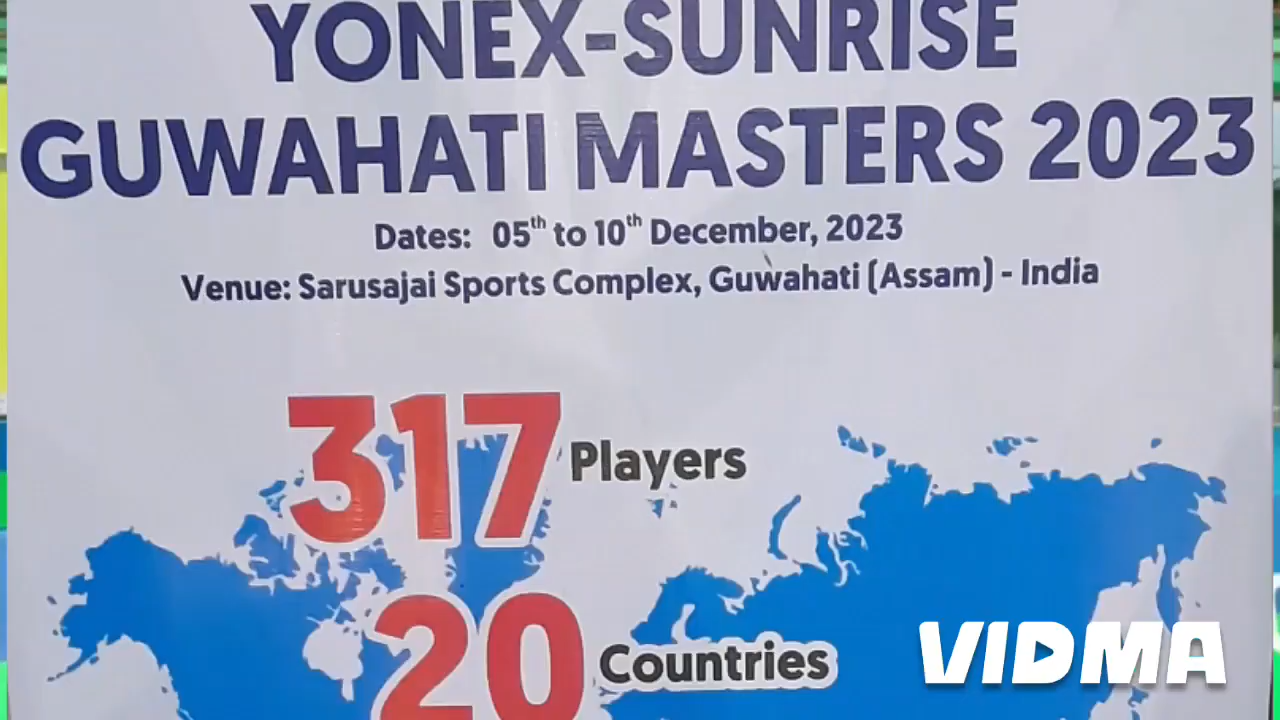 YONEX-SUNRISE
GUWAHATI MASTERS 2023
Dates: 05th to 10th December, 2023
Venue: Sarusajai Sports Complex, Guwahati (Assam) - India
317 Players
20 Countries
VIDMA